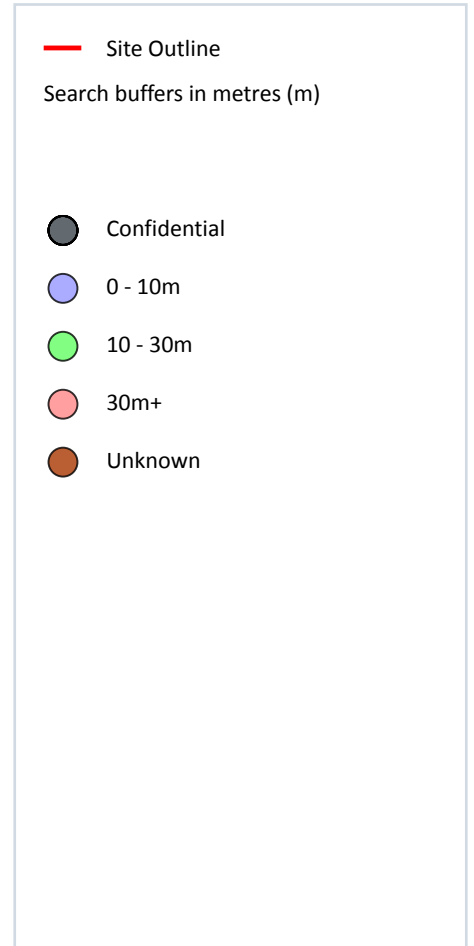 Site Outline
Search buffers in metres (m)
Confidential
0 - 10m
10 - 30m
30m+
Unknown